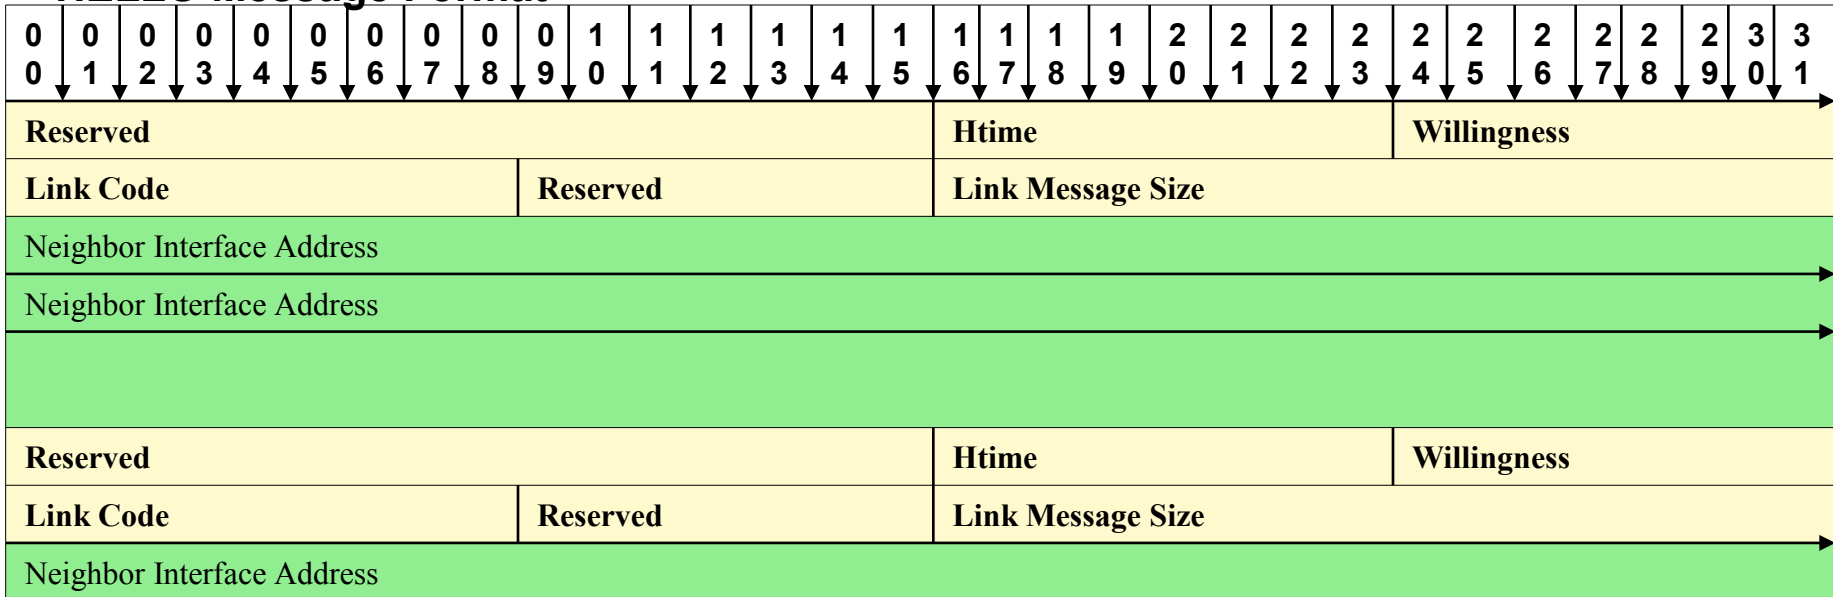 HELLO Message Format
0 0 0 0 0 0 0 0 0 0 1 1 1 1 1 1 1 1 1 1 2 2 2 2 2 2 2 2 2 2 3 3
0 1 2 3 4 5 6 7 8 9 0 1 2 3 4 5 6 7 8 9 0 1 2 3 4 5 6 7 8 9 0 1
Reserved Htime Willingness
Link Code Reserved Link Message Size
Neighbor Interface Address
Neighbor Interface Address
Reserved Htime Willingness
Link Code Reserved Link Message Size
Neighbor Interface Address